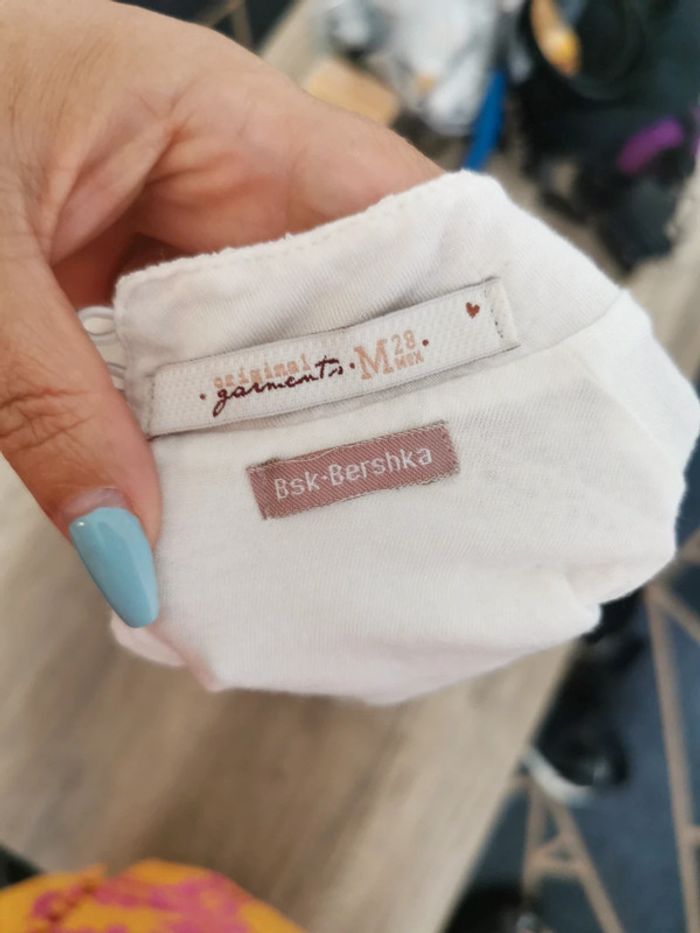 original
garments · M 28
MEX
Bsk·Bershka